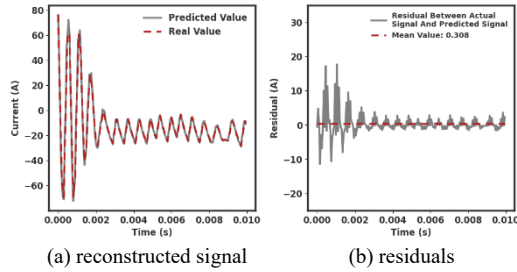 Predicted Value
Real Value
80
60
40
20
0
−20
−40
−60
Current (A)
0.000 0.002 0.004 0.006 0.008 0.010
Time (s)
(a) reconstructed signal
Residual Between Actual
Signal And Predicted Signal
Mean Value: 0.308
30
20
10
0
−10
−20
Residual (A)
0.000 0.002 0.004 0.006 0.008 0.010
Time (s)
(b) residuals